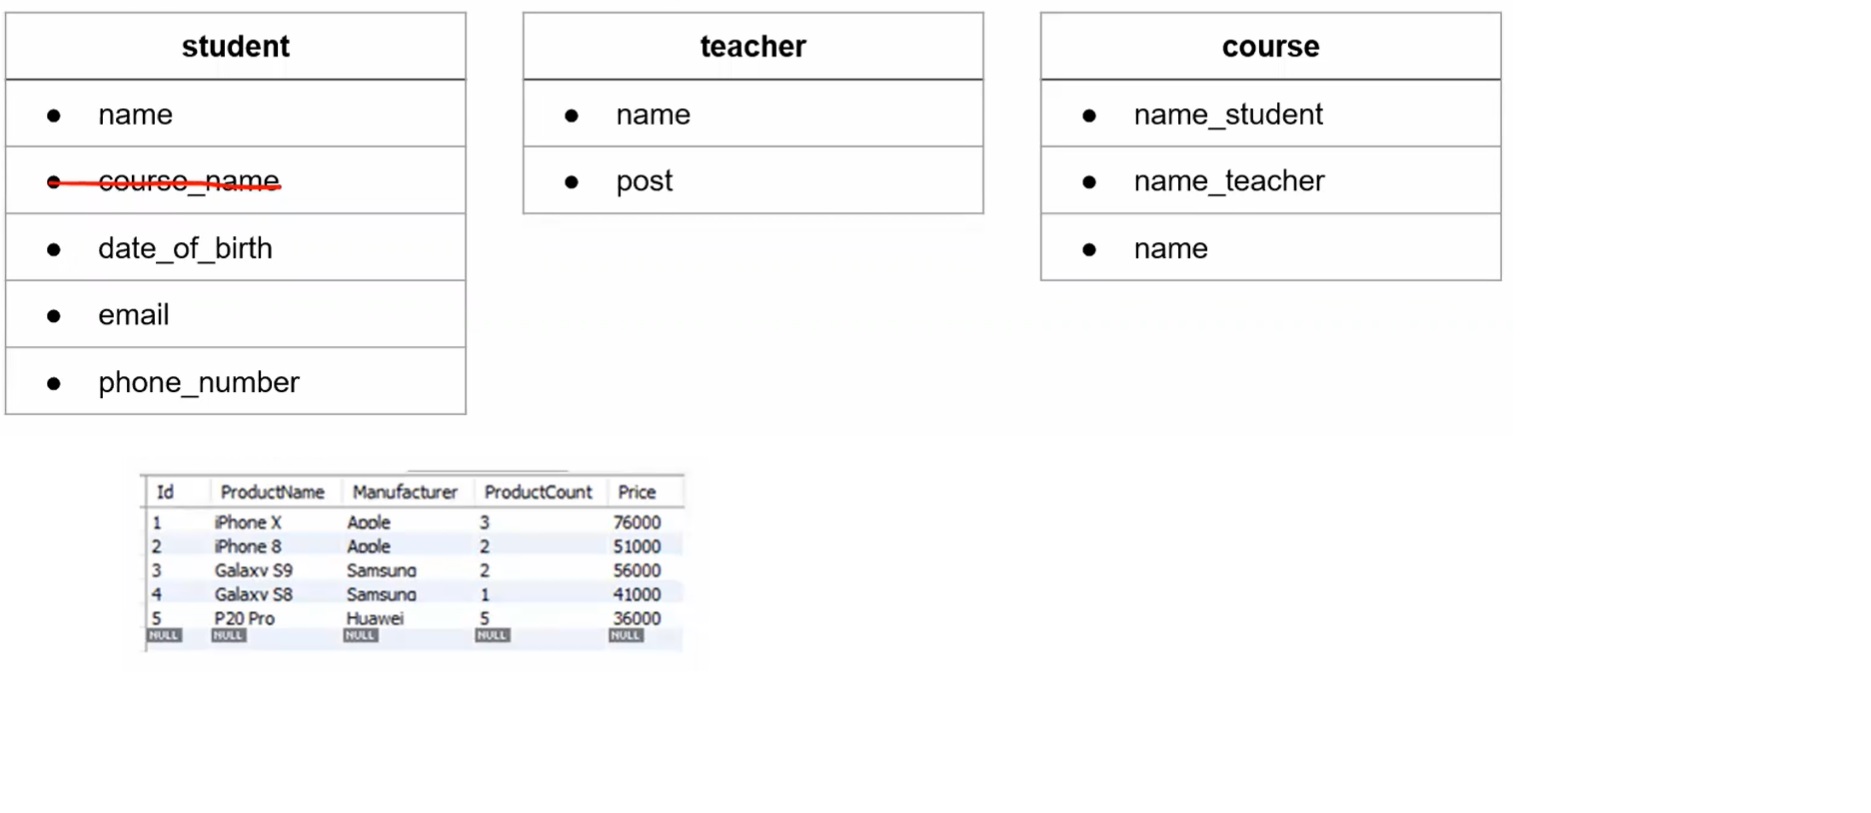 student
name
course_name
date_of_birth
email
phone_number
teacher
name
post
course
name_student
name_teacher
name
Id ProductName Manufacturer ProductCount Price
1 iPhone X Apple 3 76000
2 iPhone 8 Apple 2 51000
3 Galaxy S9 Samsung 2 56000
4 Galaxy S8 Samsung 1 41000
5 P20 Pro Huawei 5 36000
NULL NULL NULL NULL NULL